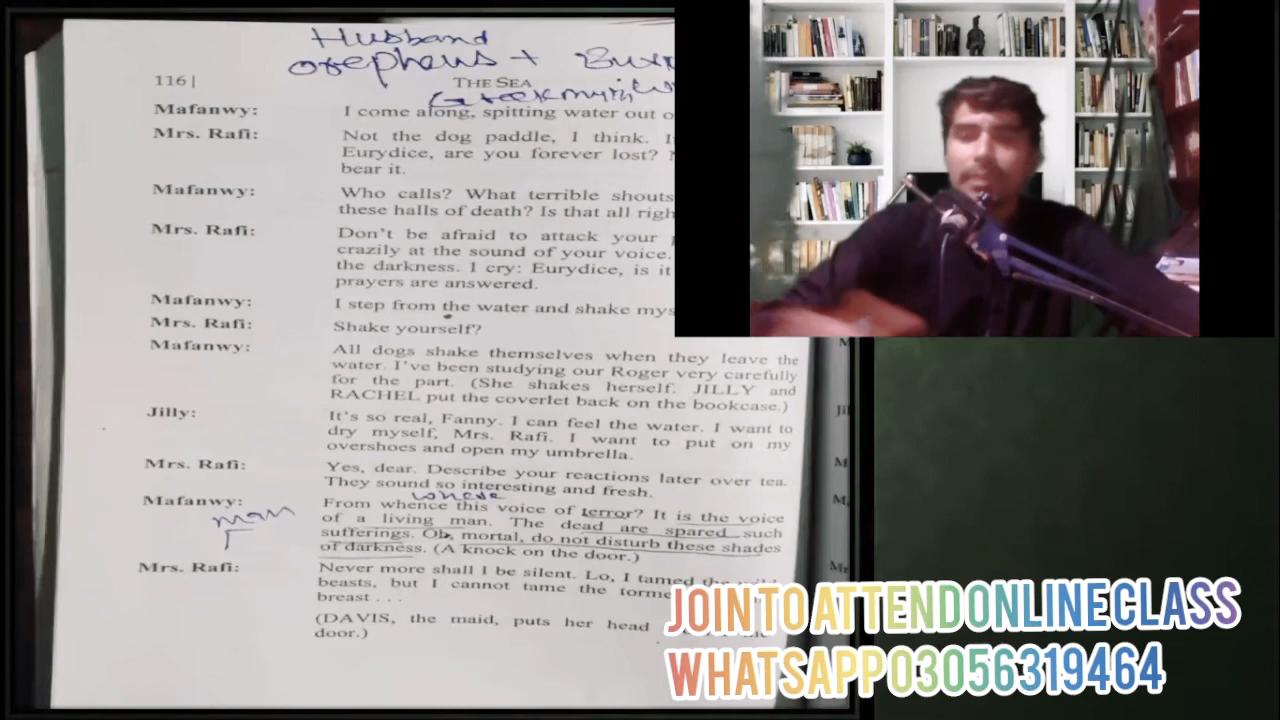 Husband
116| THE SEA
Mafanwy: I come along, spitting water out o
Mrs. Rafi: Not the dog paddle, I think.
Eurydice, are you forever lost?
bear it.
Mafanwy: Who calls? What terrible shouts
these halls of death? Is that all righ
Mrs. Rafi: Don't be afraid to attack your
crazily at the sound of your voice.
the darkness. I cry: Eurydice, is it
prayers are answered.
Mafanwy: I step from the water and shake mys
Mrs. Rafi: Shake yourself?
Mafanwy: All dogs shake themselves when they leave the
water. I've been studying our Roger very carefully
for the part. (She shakes herself. JILLY and
RACHEL put the coverlet back on the bookcase.)
Jilly: It's so real, Fanny. I can feel the water. I want to
dry myself, Mrs. Rafi. I want to put on my
overshoes and open my umbrella.
Mrs. Rafi: Yes, dear. Describe your reactions later over tea.
They sound so interesting and fresh.
where
Mafanwy: From whence this voice of terror? It is the voice
man
of a living man. The dead are spared such
sufferings. Oh, mortal, do not disturb these shades
of darkness. (A knock on the door.)
Mrs. Rafi: Never more shall I be silent. Lo, I tamed the
beasts, but I cannot tame the
breast . . .
(DAVIS, the maid, puts her head
door.)
JOIN TO ATTEND ONLINE CLASS
WHATSAPP 03056319464